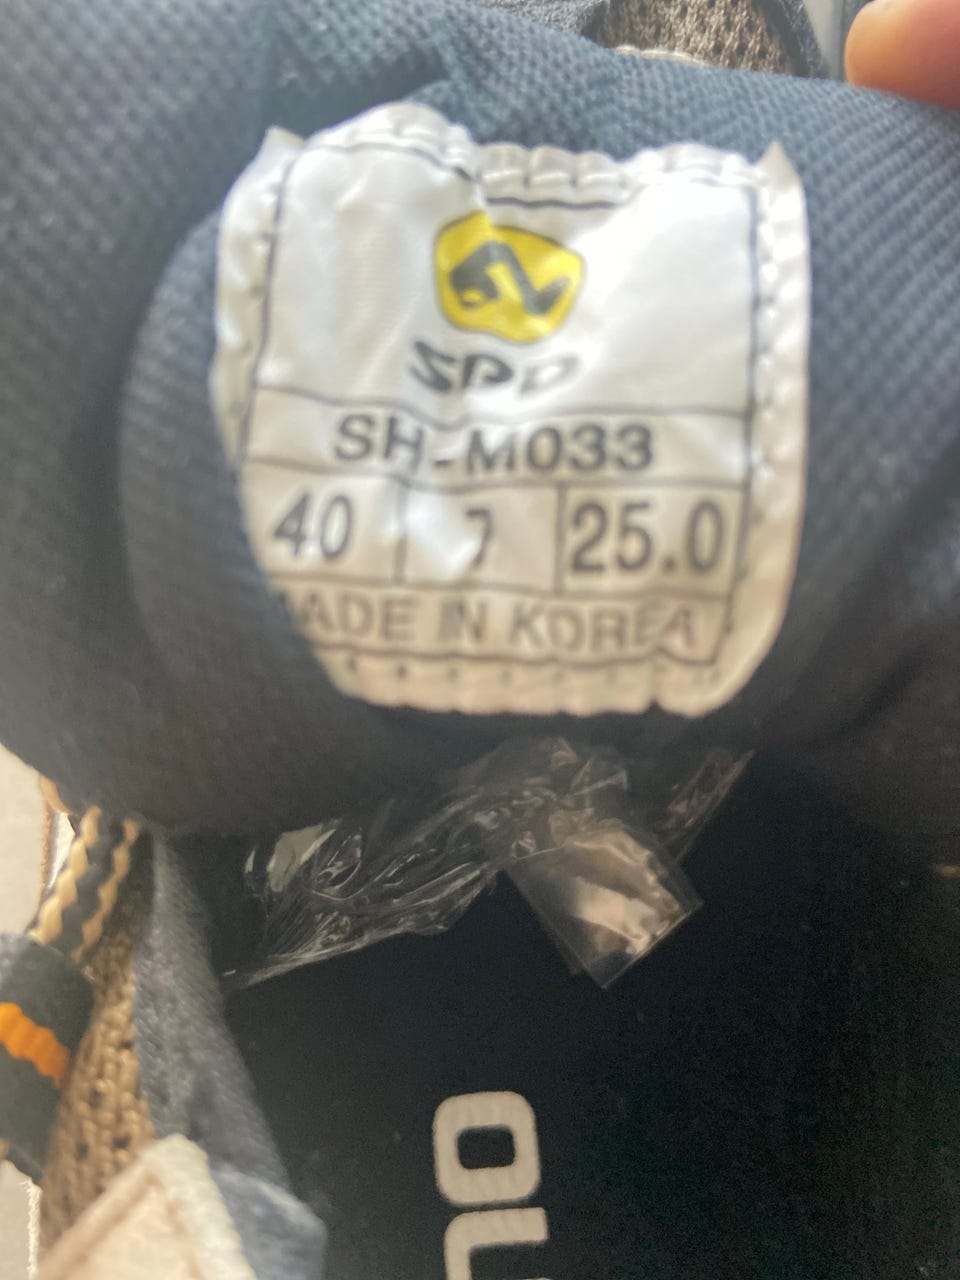 SPD
SH-M033
40 7 25.0
MADE IN KOREA